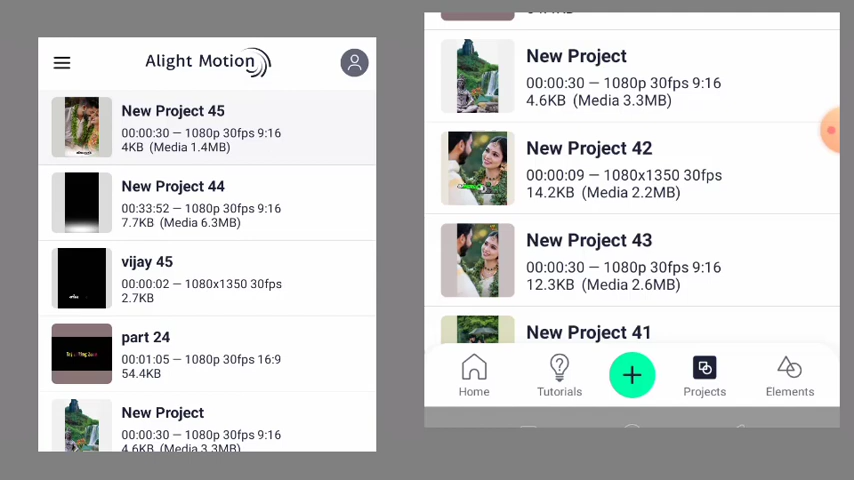 Alight Motion
New Project 45
00:00:30 — 1080p 30fps 9:16
4KB (Media 1.4MB)
New Project 44
00:33:52 — 1080p 30fps 9:16
7.7KB (Media 6.3MB)
vijay 45
00:00:02 — 1080x1350 30fps
2.7KB
part 24
00:01:05 — 1080p 30fps 16:9
54.4KB
New Project
00:00:30 — 1080p 30fps 9:16
4.6KB (Media 3.3MB)
New Project
00:00:30 — 1080p 30fps 9:16
4.6KB (Media 3.3MB)
New Project 42
00:00:09 — 1080x1350 30fps
14.2KB (Media 2.2MB)
New Project 43
00:00:30 — 1080p 30fps 9:16
12.3KB (Media 2.6MB)
New Project 41
Home
Tutorials
Projects
Elements